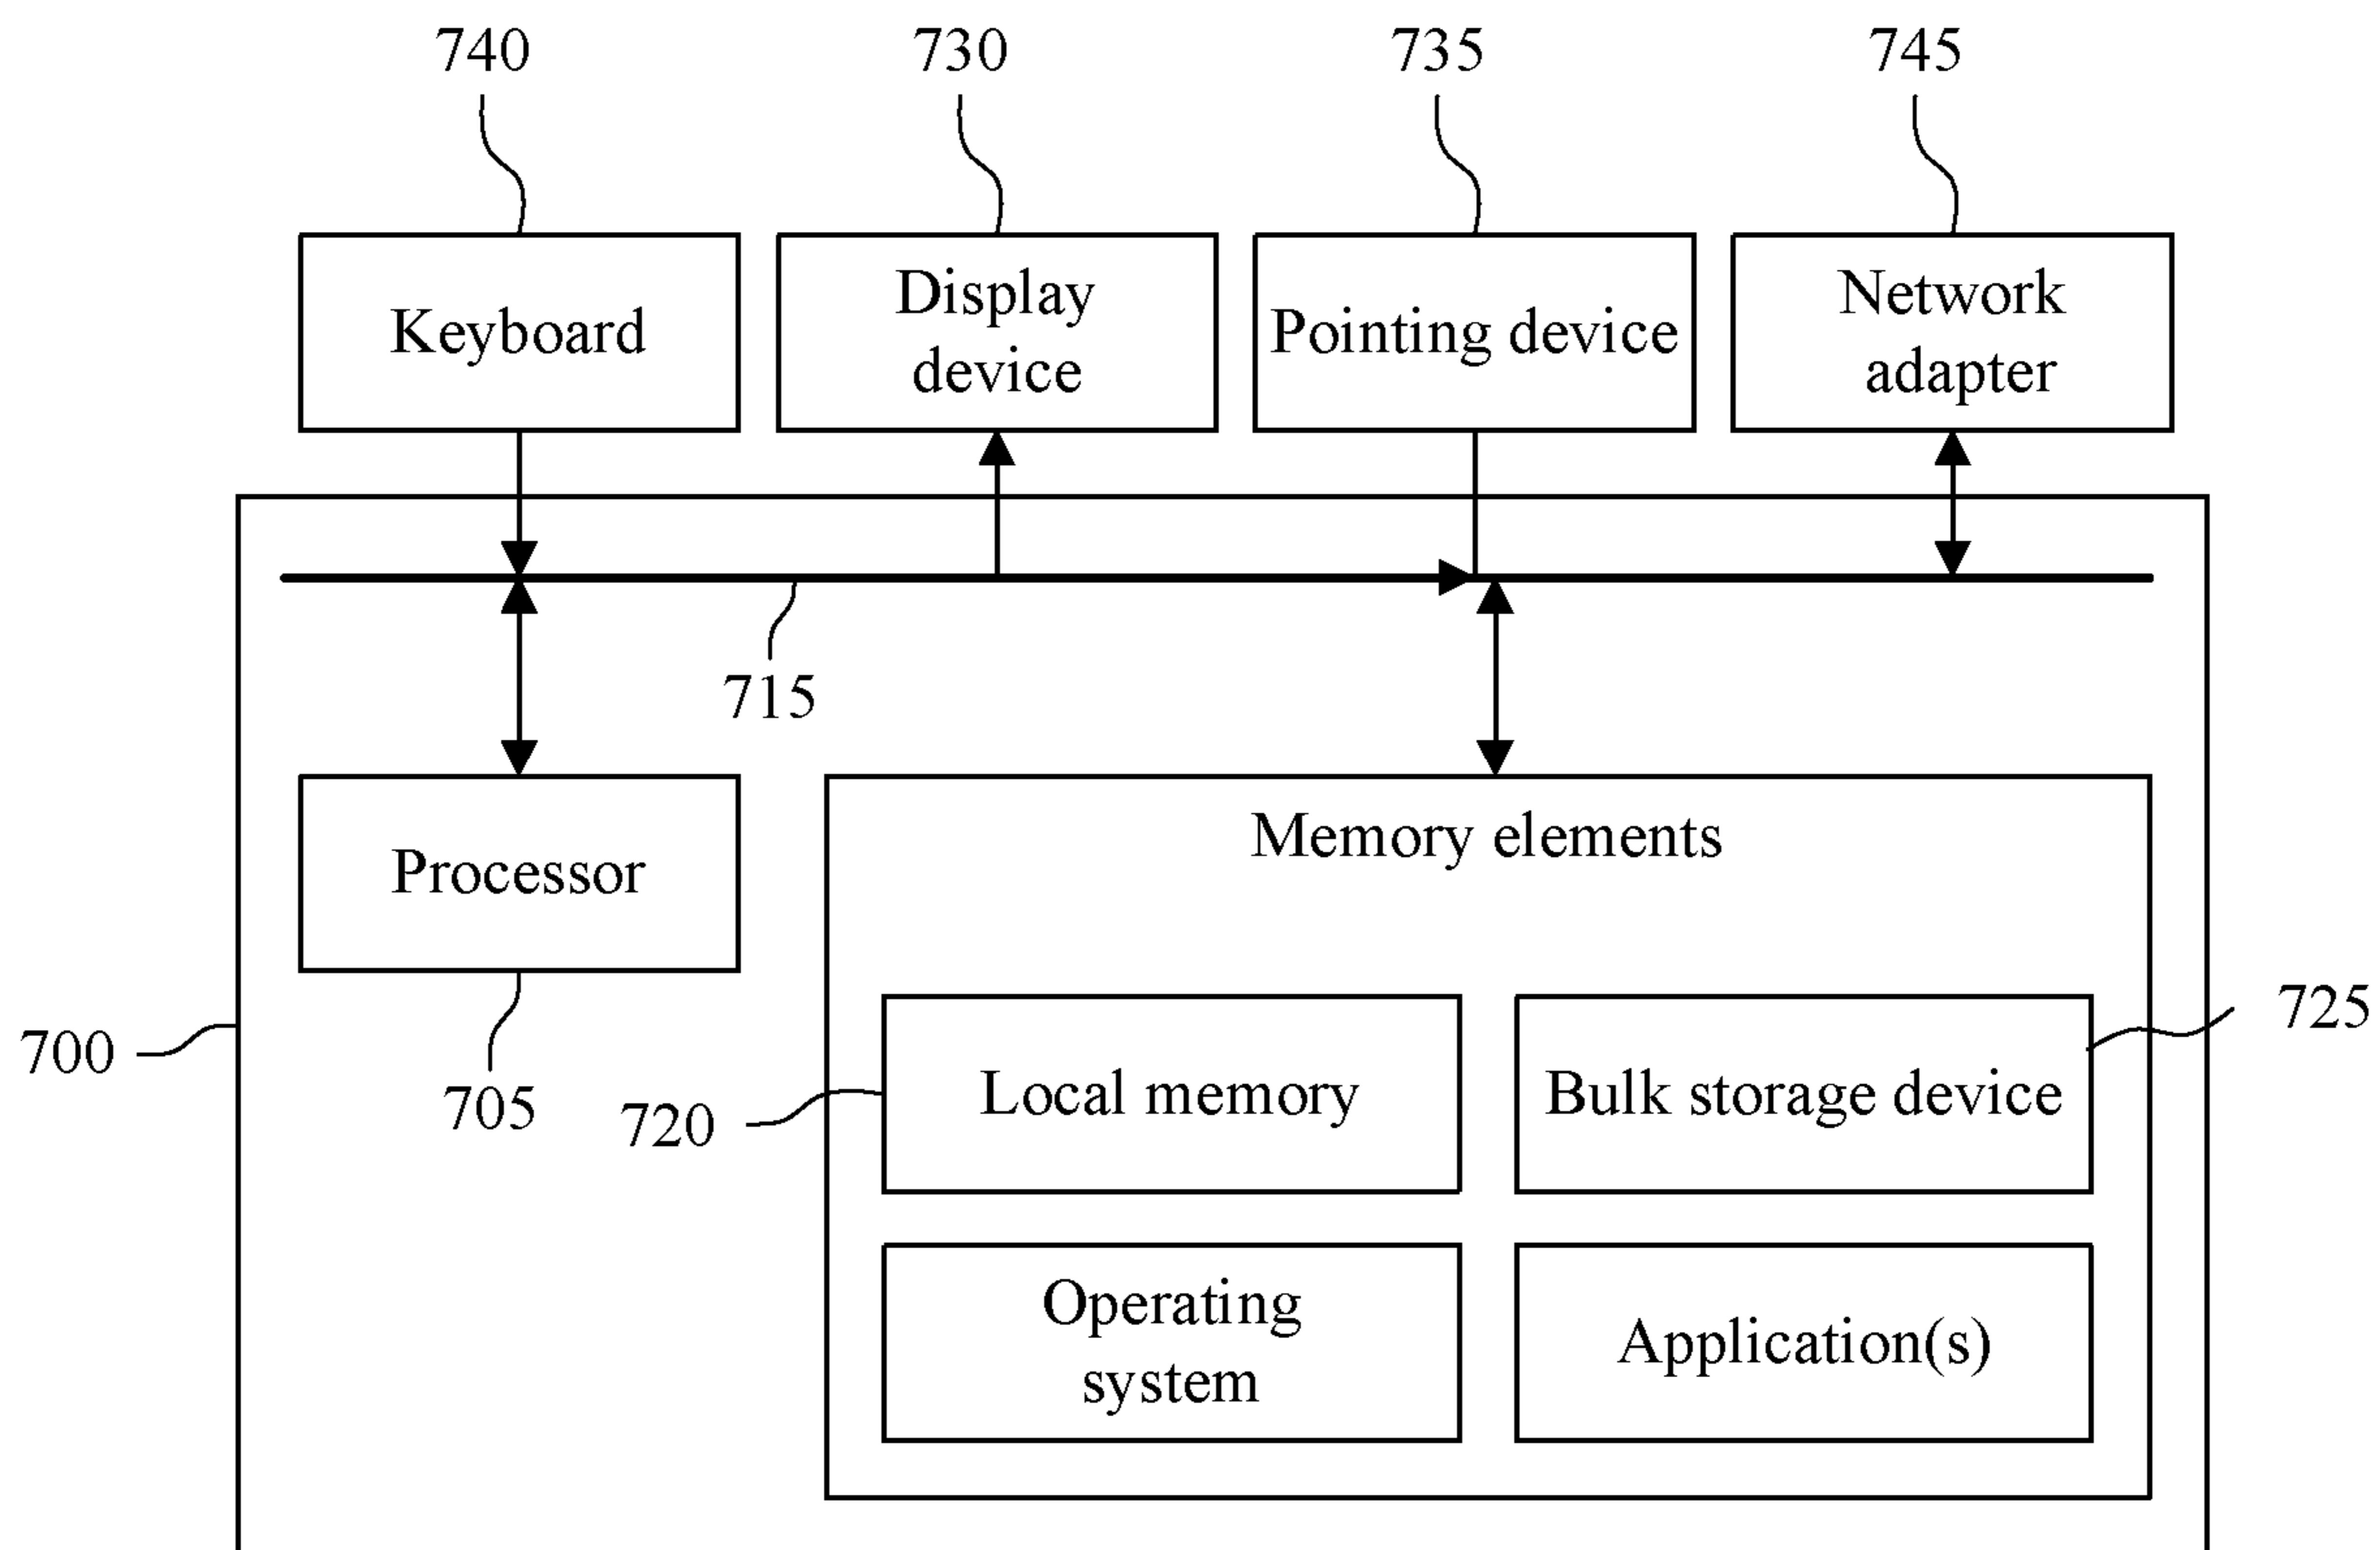 740
730
735
745
Keyboard
Display
device
Pointing device
Network
adapter
715
Processor
705
Memory elements
700
720
Local memory
Bulk storage device
725
Operating
system
Application(s)